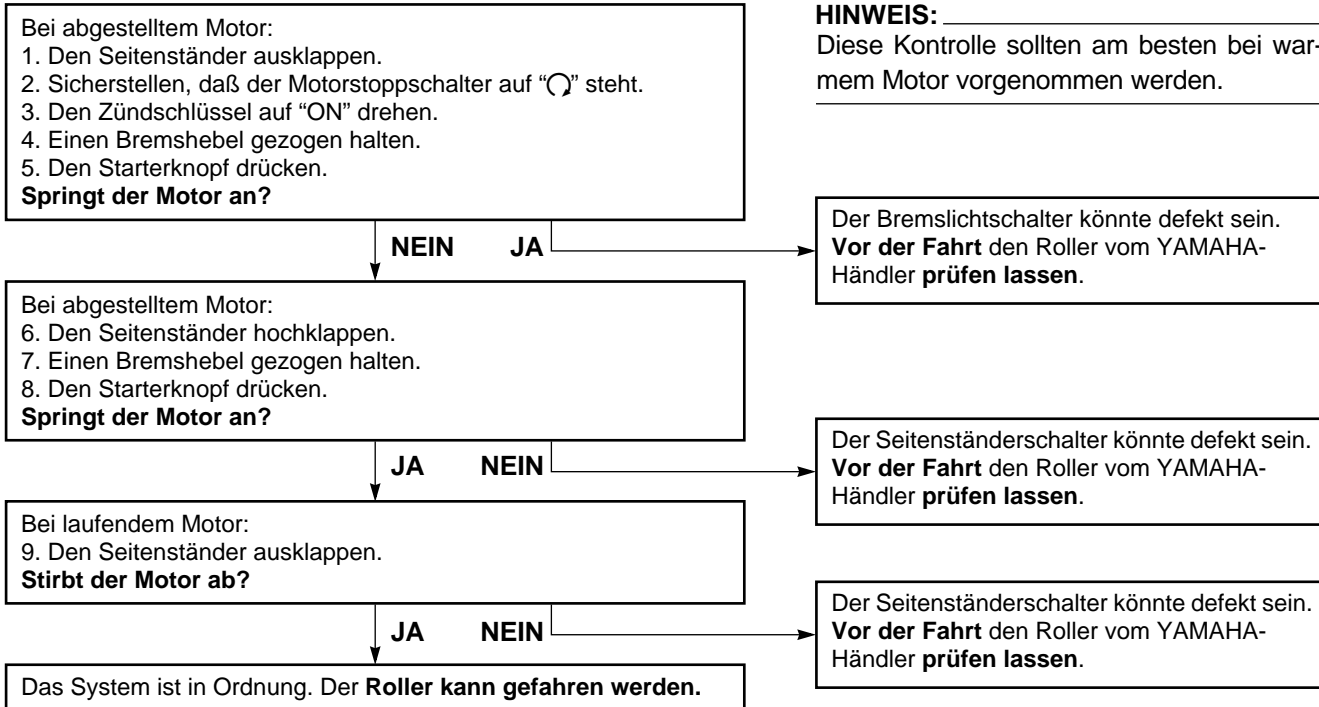 Bei abgestelltem Motor:
1. Den Seitenständer ausklappen.
2. Sicherstellen, daß der Motorstoppschalter auf “” steht.
3. Den Zündschlüssel auf “ON” drehen.
4. Einen Bremshebel gezogen halten.
5. Den Starterknopf drücken.
Springt der Motor an?
HINWEIS:
Diese Kontrolle sollten am besten bei war-
mem Motor vorgenommen werden.
NEIN JA
Der Bremslichtschalter könnte defekt sein.
Vor der Fahrt den Roller vom YAMAHA-
Händler prüfen lassen.
Bei abgestelltem Motor:
6. Den Seitenständer hochklappen.
7. Einen Bremshebel gezogen halten.
8. Den Starterknopf drücken.
Springt der Motor an?
JA NEIN
Der Seitenständerschalter könnte defekt sein.
Vor der Fahrt den Roller vom YAMAHA-
Händler prüfen lassen.
Bei laufendem Motor:
9. Den Seitenständer ausklappen.
Stirbt der Motor ab?
JA NEIN
Der Seitenständerschalter könnte defekt sein.
Vor der Fahrt den Roller vom YAMAHA-
Händler prüfen lassen.
Das System ist in Ordnung. Der Roller kann gefahren werden.